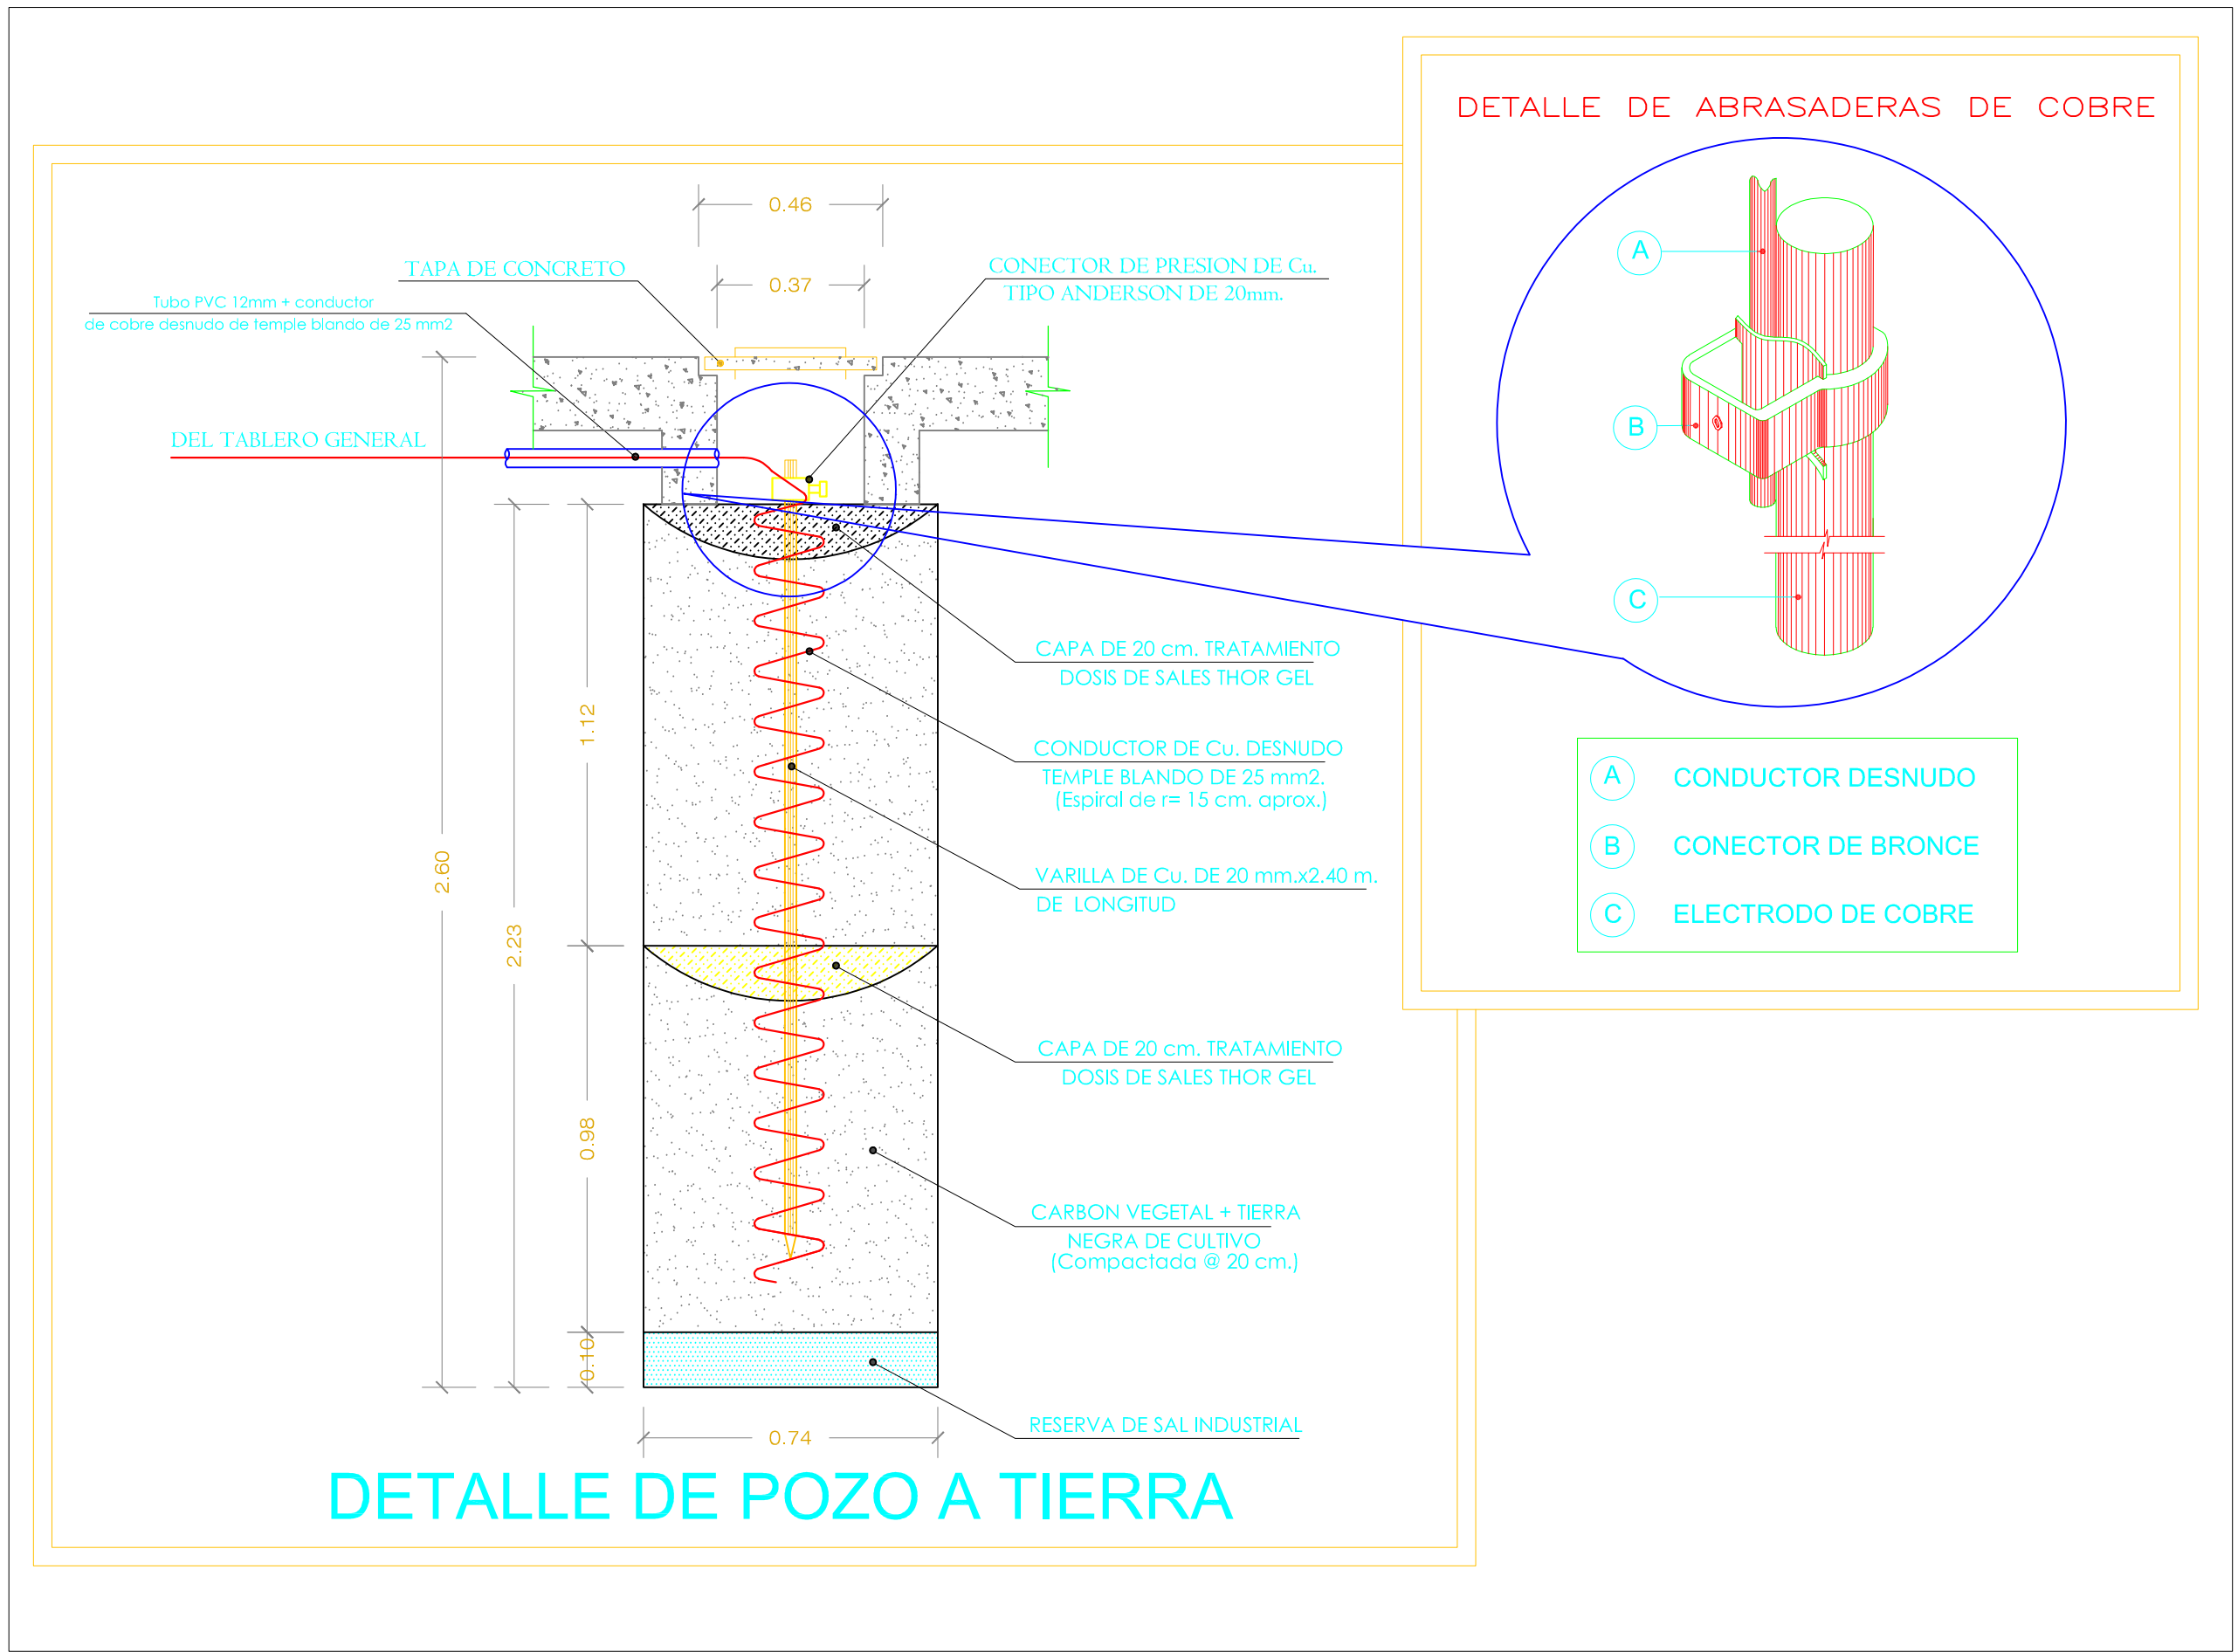 DETALLE DE ABRASADERAS DE COBRE
0.46
TAPA DE CONCRETO
0.37
CONECTOR DE PRESION DE Cu.
TIPO ANDERSON DE 20mm.
Tubo PVC 12mm + conductor
de cobre desnudo de temple blando de 25 mm2
DEL TABLERO GENERAL
A
B
C
CAPA DE 20 cm. TRATAMIENTO
DOSIS DE SALES THOR GEL
1.12
CONDUCTOR DE Cu. DESNUDO
TEMPLE BLANDO DE 25 mm2.
(Espiral de r= 15 cm. aprox.)
2.60
2.23
VARILLA DE Cu. DE 20 mm.x2.40 m.
DE LONGITUD
A CONDUCTOR DESNUDO
B CONECTOR DE BRONCE
C ELECTRODO DE COBRE
CAPA DE 20 cm. TRATAMIENTO
DOSIS DE SALES THOR GEL
0.98
CARBON VEGETAL + TIERRA
NEGRA DE CULTIVO
(Compactada @ 20 cm.)
0.10
RESERVA DE SAL INDUSTRIAL
0.74
DETALLE DE POZO A TIERRA